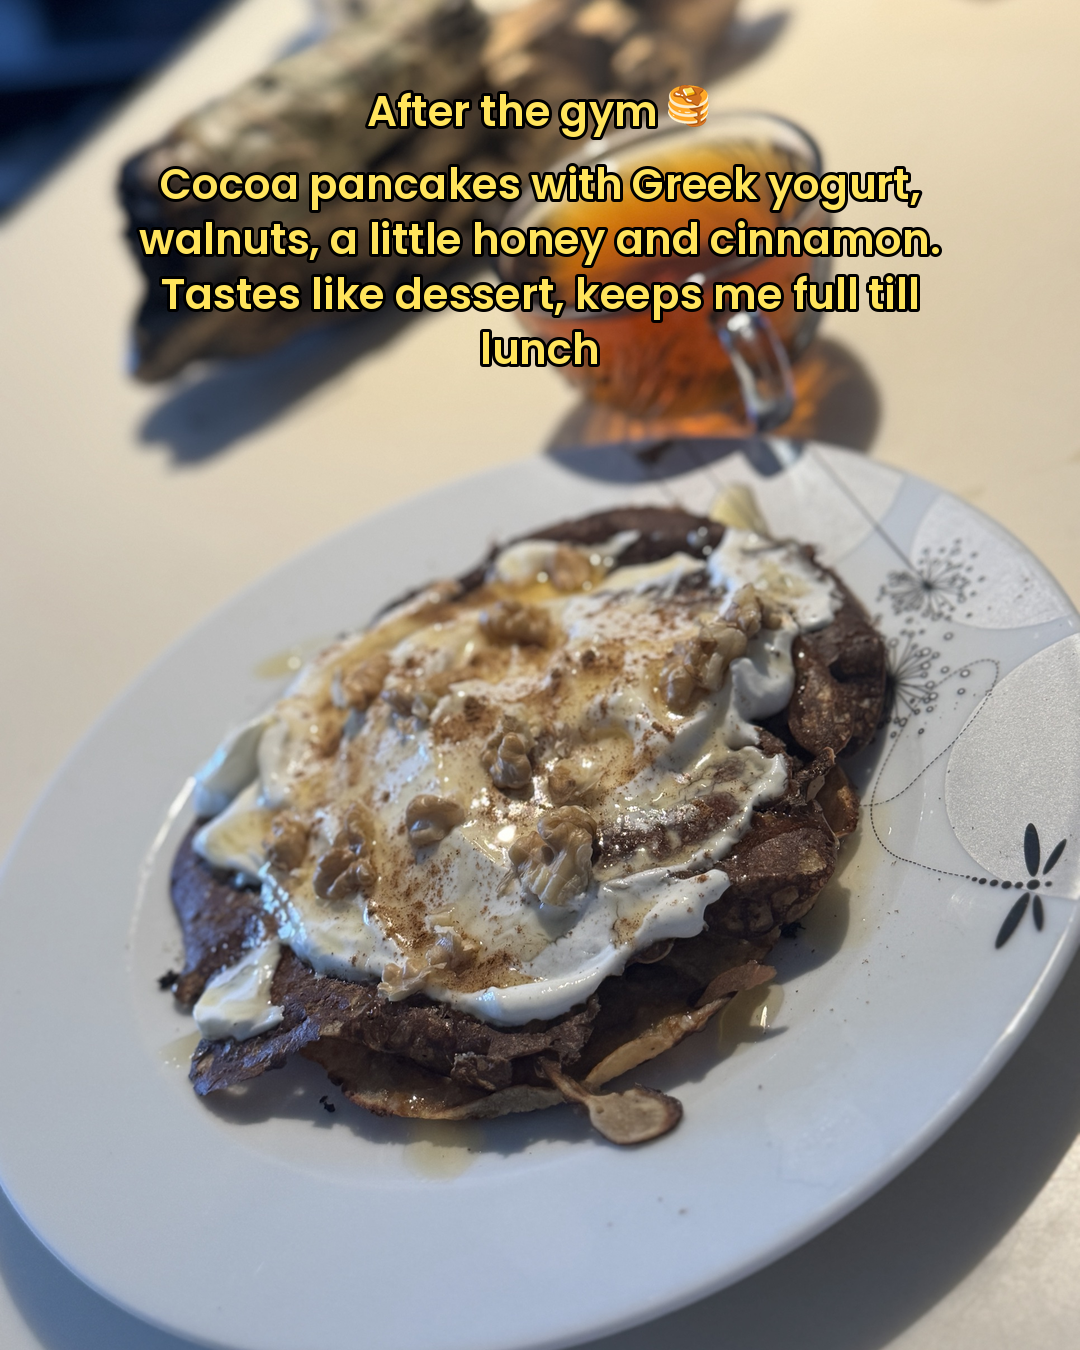 After the gym 🥞
Cocoa pancakes with Greek yogurt,
walnuts, a little honey and cinnamon.
Tastes like dessert, keeps me full till
lunch